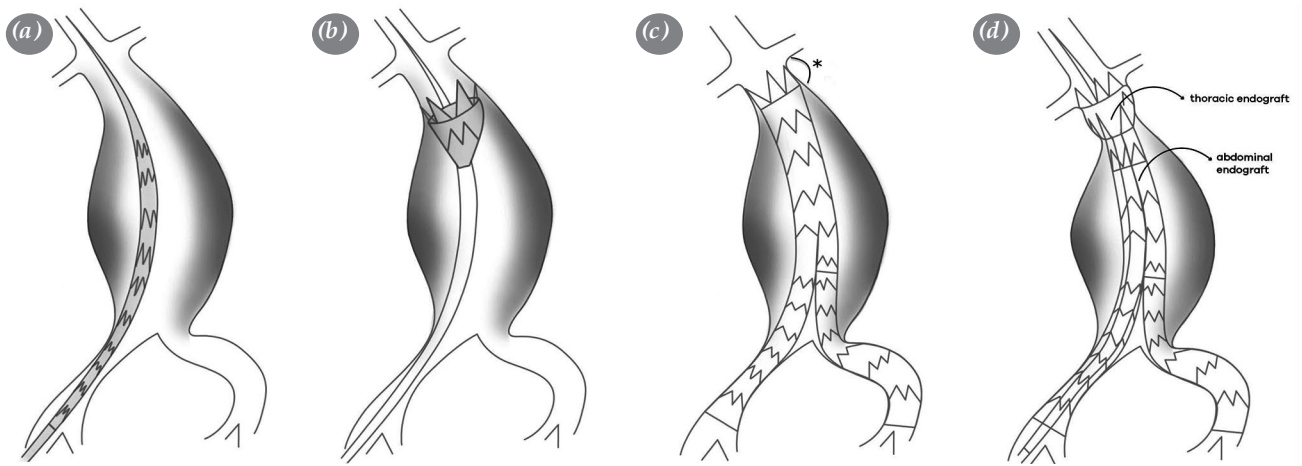 (a)
(b)
(c)
(d)
*
thoracic endograft
abdominal
endograft